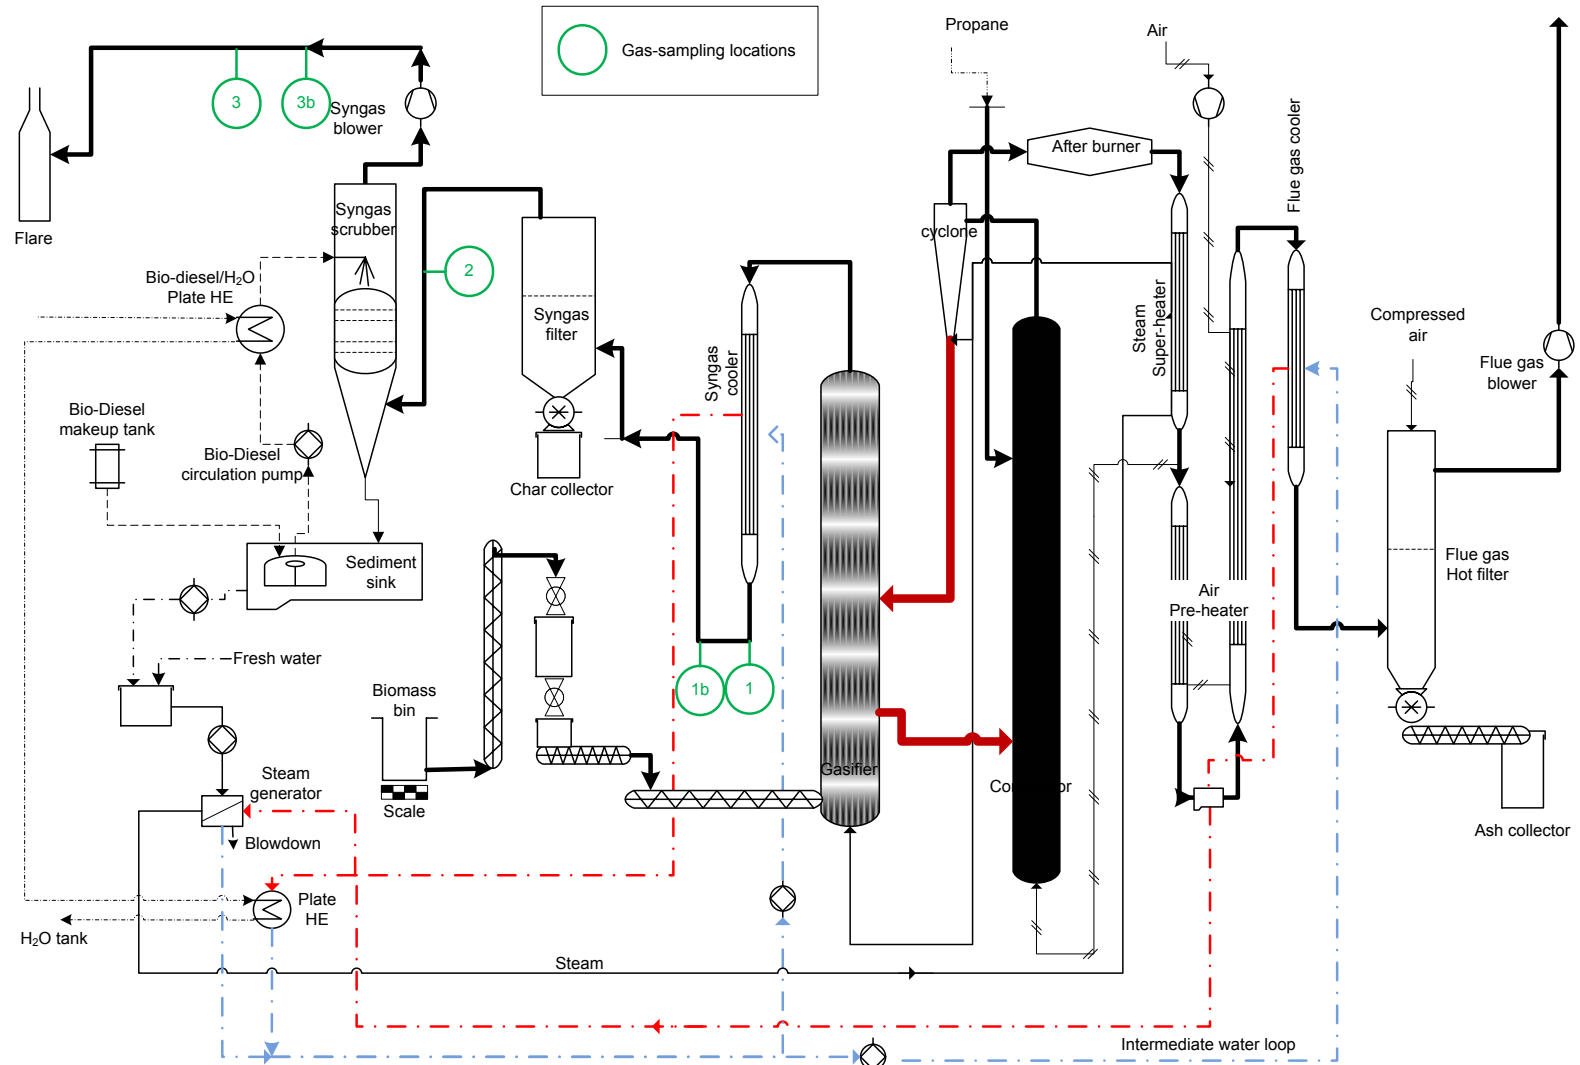 Propane
Air
Gas-sampling locations
3
3b
Syngas
blower
After burner
Flue gas cooler
Flare
Syngas
scrubber
cyclone
2
Bio-diesel/H₂O
Plate HE
Syngas
filter
Syngas
cooler
Steam
Super-heater
Compressed
air
Flue gas
blower
Bio-Diesel
makeup tank
Bio-Diesel
circulation pump
Char collector
Sediment
sink
Flue gas
Hot filter
Air
Pre-heater
Fresh water
1b
1
Biomass
bin
Gasifier
Steam
generator
Scale
Blowdown
Ash collector
Plate
HE
H₂O tank
Steam
Intermediate water loop